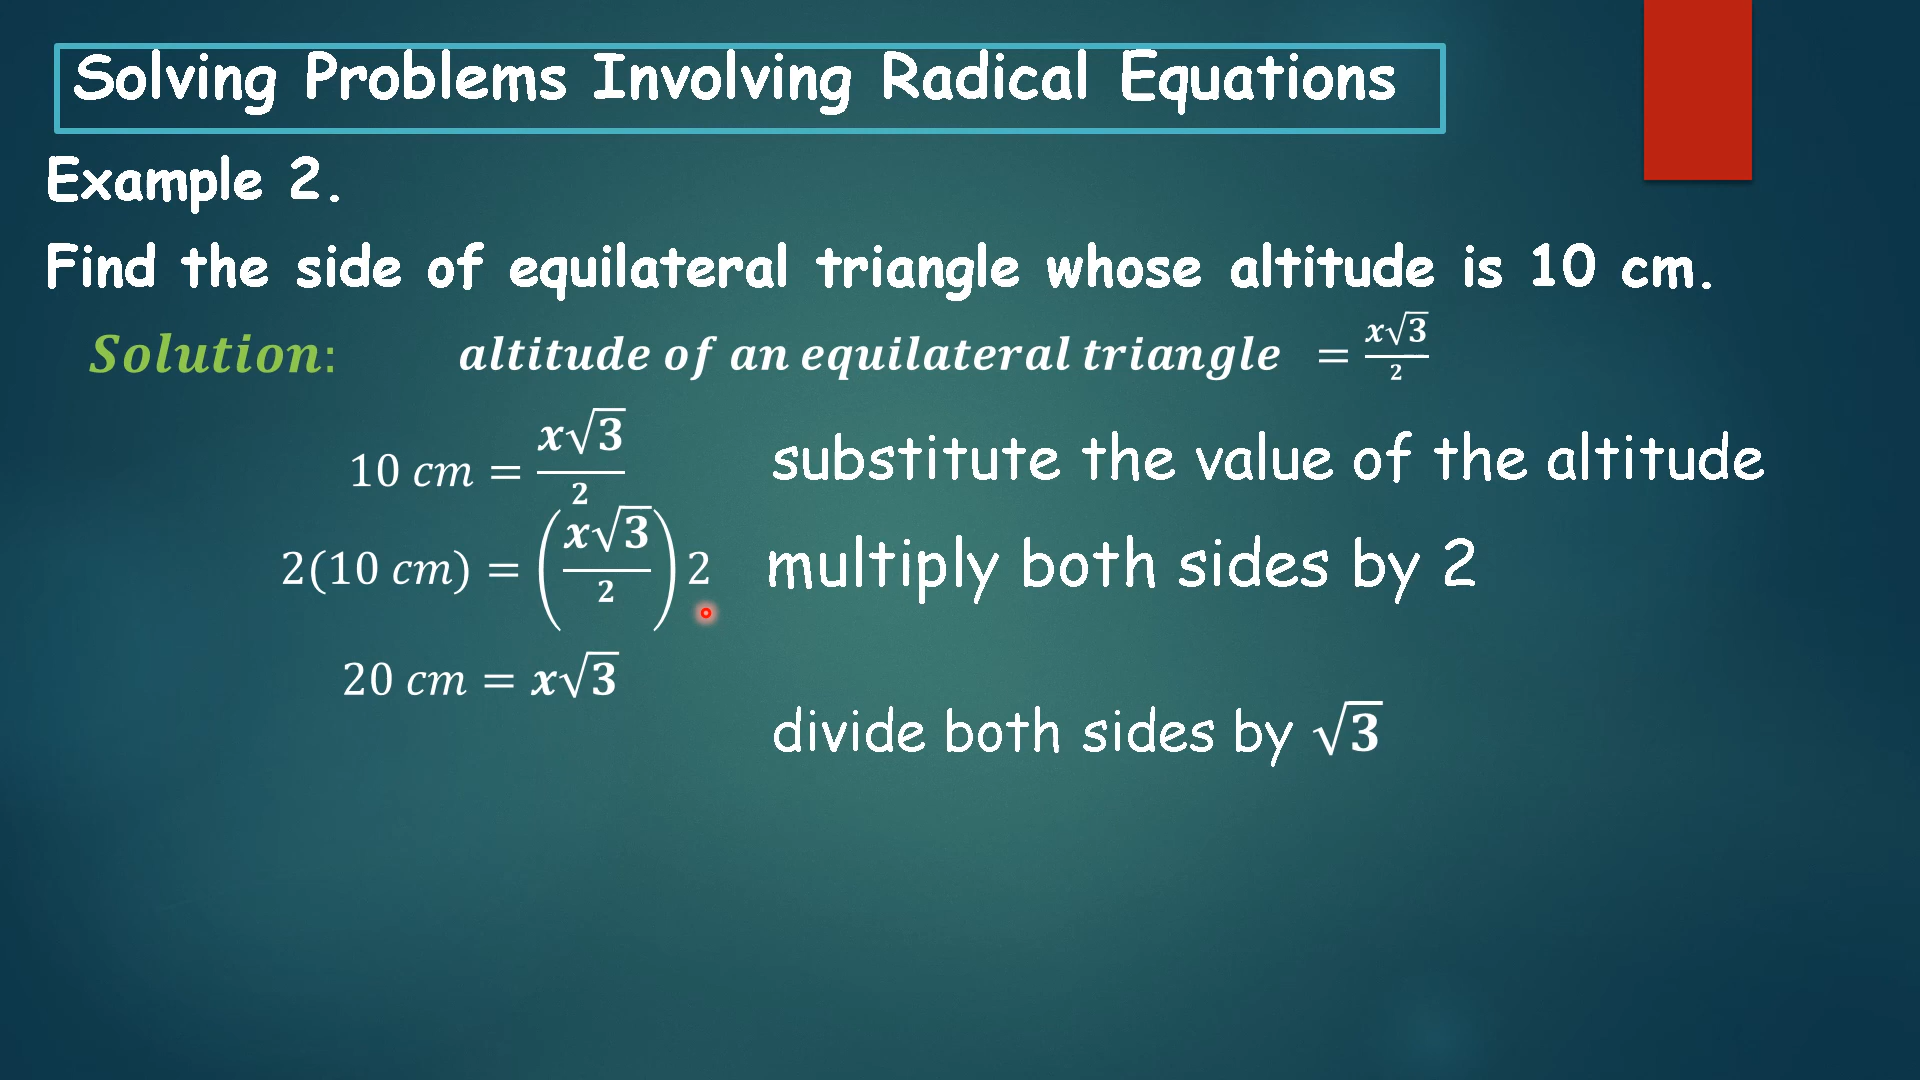 Solving Problems Involving Radical Equations
Example 2.
Find the side of equilateral triangle whose altitude is 10 cm.
Solution: altitude of an equilateral triangle = x√3/2
10 cm = x√3/2 substitute the value of the altitude
2(10 cm) = (x√3/2)2 multiply both sides by 2
20 cm = x√3
divide both sides by √3